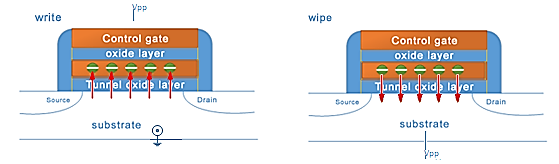 write
Vpp
Control gate
oxide layer
Tunnel oxide layer
Source
Drain
substrate
wipe
Control gate
oxide layer
Tunnel oxide layer
Source
Drain
substrate
Vpp